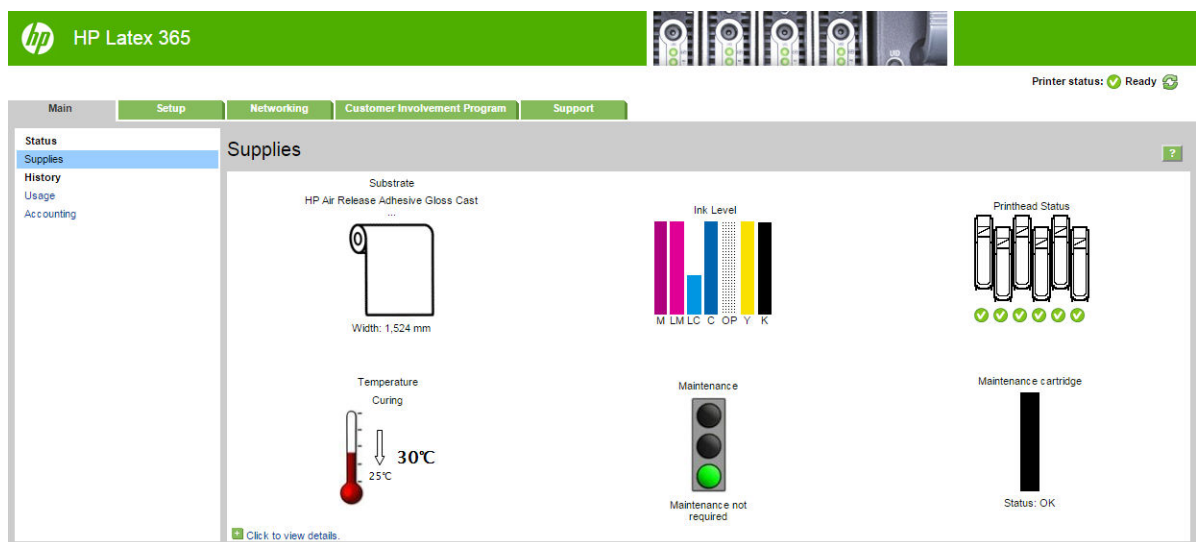 hp HP Latex 365
Printer status: Ready
Main Setup Networking Customer Involvement Program Support
Status
Supplies
History
Usage
Accounting
Supplies
?
Substrate
HP Air Release Adhesive Gloss Cast
...
Width: 1,524 mm
Ink Level
M LM LC C OP Y K
Printhead Status
Temperature
Curing
30°C
25°C
Maintenance
Maintenance not
required
Maintenance cartridge
Status: OK
Click to view details.